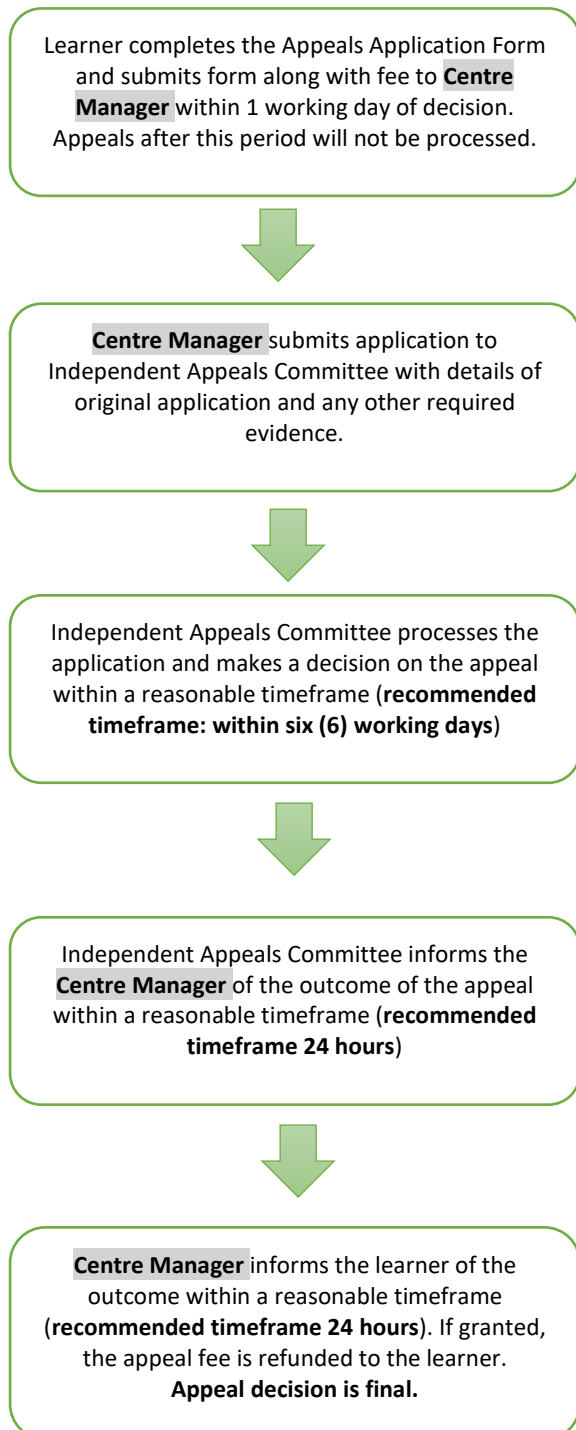 Learner completes the Appeals Application Form
and submits form along with fee to Centre
Manager within 1 working day of decision.
Appeals after this period will not be processed.
Centre Manager submits application to
Independent Appeals Committee with details of
original application and any other required
evidence.
Independent Appeals Committee processes the
application and makes a decision on the appeal
within a reasonable timeframe (recommended
timeframe: within six (6) working days)
Independent Appeals Committee informs the
Centre Manager of the outcome of the appeal
within a reasonable timeframe (recommended
timeframe 24 hours)
Centre Manager informs the learner of the
outcome within a reasonable timeframe
(recommended timeframe 24 hours). If granted,
the appeal fee is refunded to the learner.
Appeal decision is final.